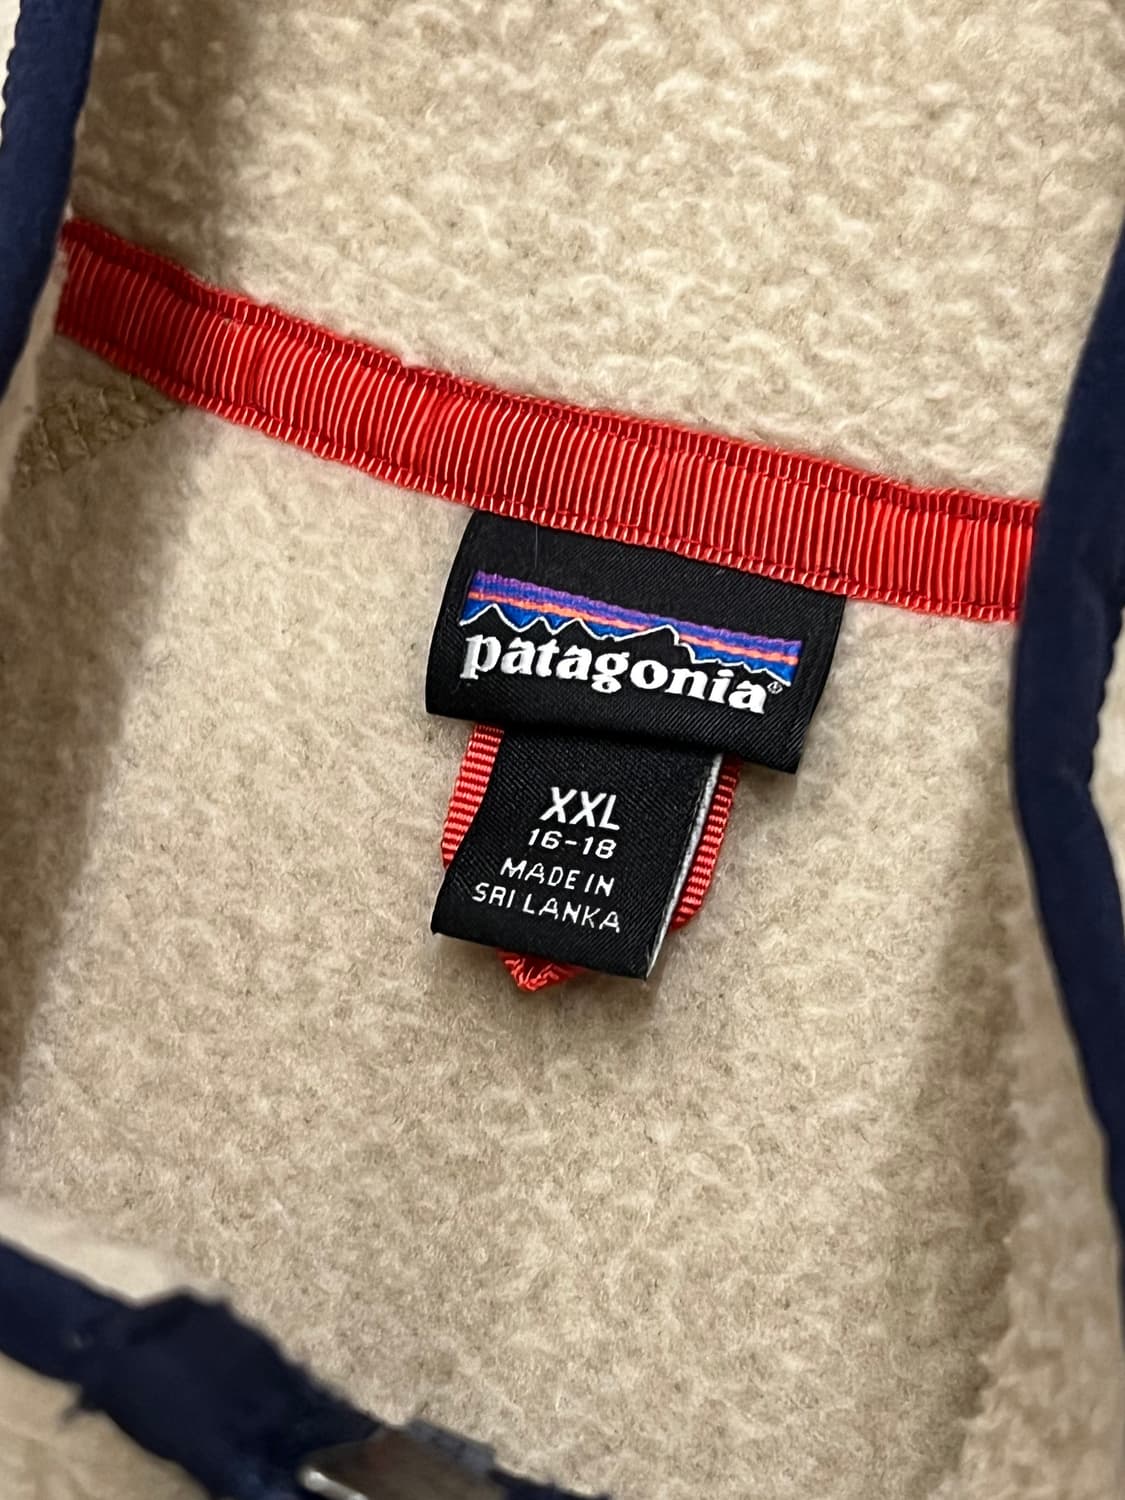 patagonia®
XXL
16-18
MADE IN
SRI LANKA